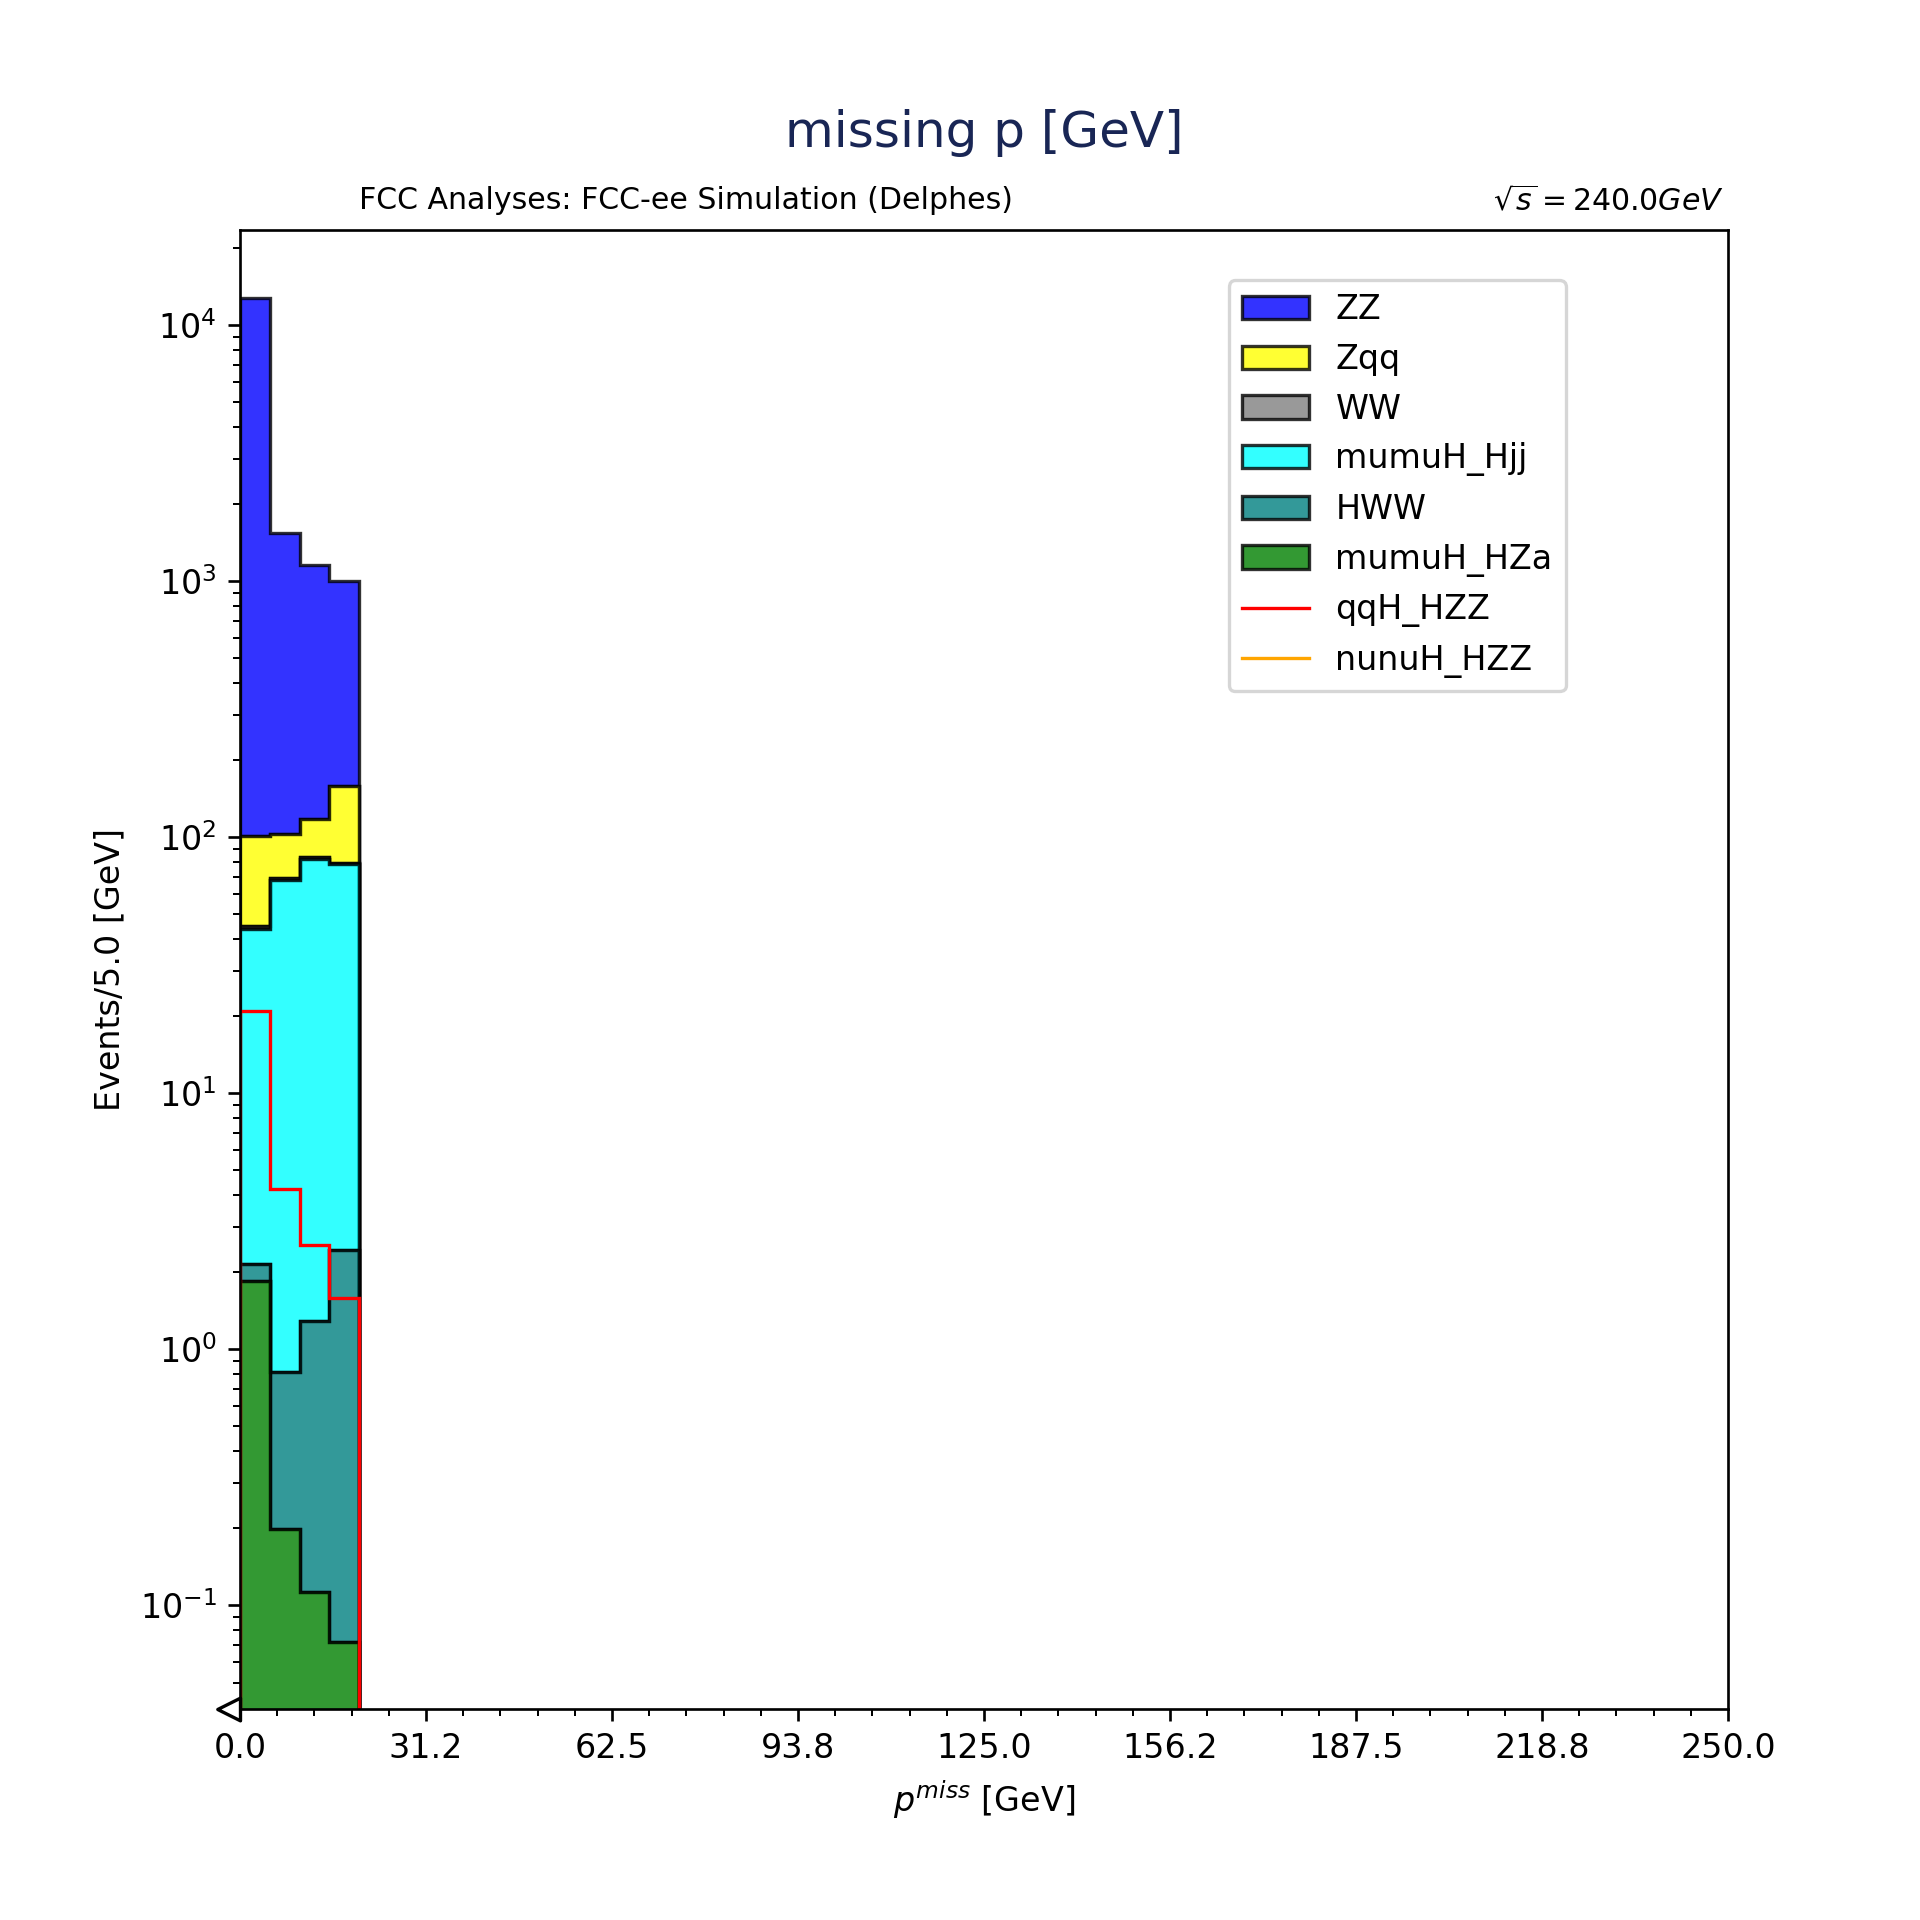 missing p [GeV]
FCC Analyses: FCC-ee Simulation (Delphes)
√s = 240.0GeV
ZZ
Zqq
WW
mumuH_Hjj
HWW
mumuH_HZa
qqH_HZZ
nunuH_HZZ
Events/5.0 [GeV]
10⁴
10³
10²
10¹
10⁰
10⁻¹
0.0 31.2 62.5 93.8 125.0 156.2 187.5 218.8 250.0
pᵐⁱˢˢ [GeV]